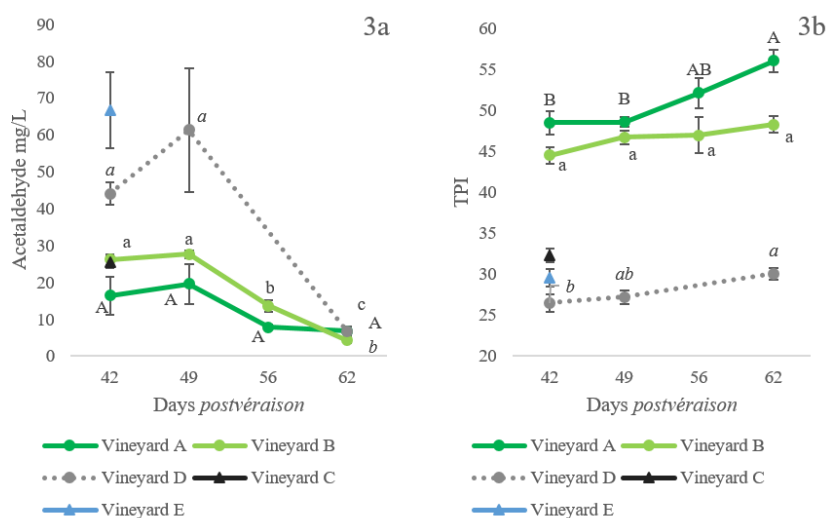 3a
90
80
70
60
50
40
30
20
10
0
Acetaldehyde mg/L
a
a
a
a
b
c
A
A
A
A
b
42 49 56 62
Days postvéraison
Vineyard A Vineyard B
Vineyard D Vineyard C
Vineyard E
3b
60
55
50
45
40
35
30
25
20
TPI
A
AB
B B
a a a a
a
ab
b
42 49 56 62
Days postvéraison
Vineyard A Vineyard B
Vineyard D Vineyard C
Vineyard E